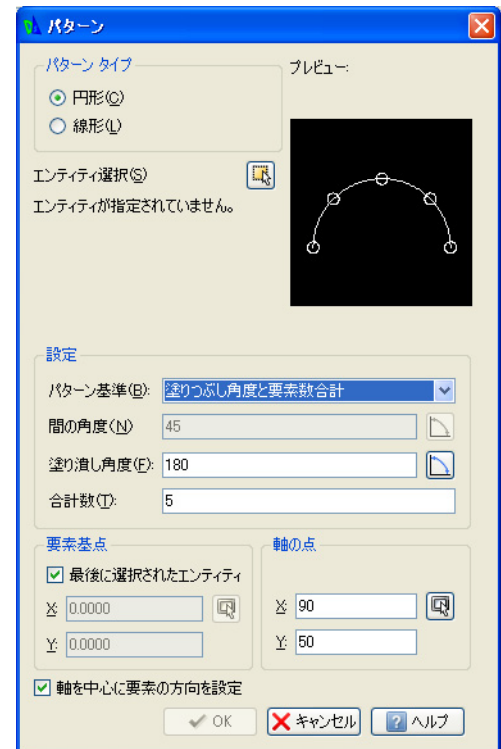 パターン
パターン タイプ
円形(C)
線形(L)
プレビュー:
エンティティ選択(S)
エンティティが指定されていません。
設定
パターン基準(B): 塗りつぶし角度と要素数合計
間の角度(N) 45
塗り潰し角度(F): 180
合計数(T): 5
要素基点
最後に選択されたエンティティ
X: 0.0000
Y: 0.0000
軸の点
X: 90
Y: 50
軸を中心に要素の方向を設定
OK
キャンセル
ヘルプ